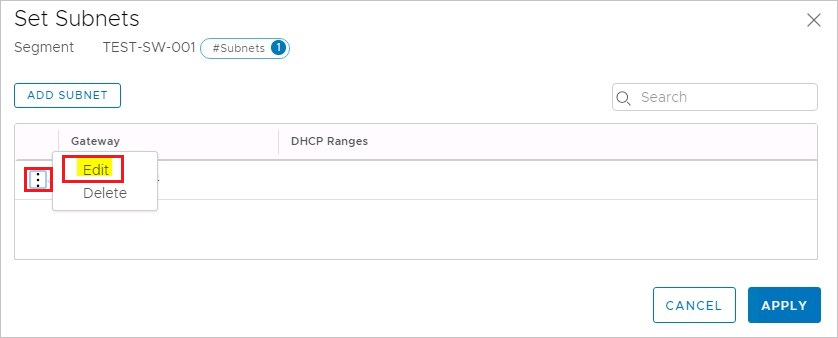 Set Subnets
Segment TEST-SW-001 #Subnets 1
ADD SUBNET Search
Gateway DHCP Ranges
Edit
Delete
CANCEL APPLY